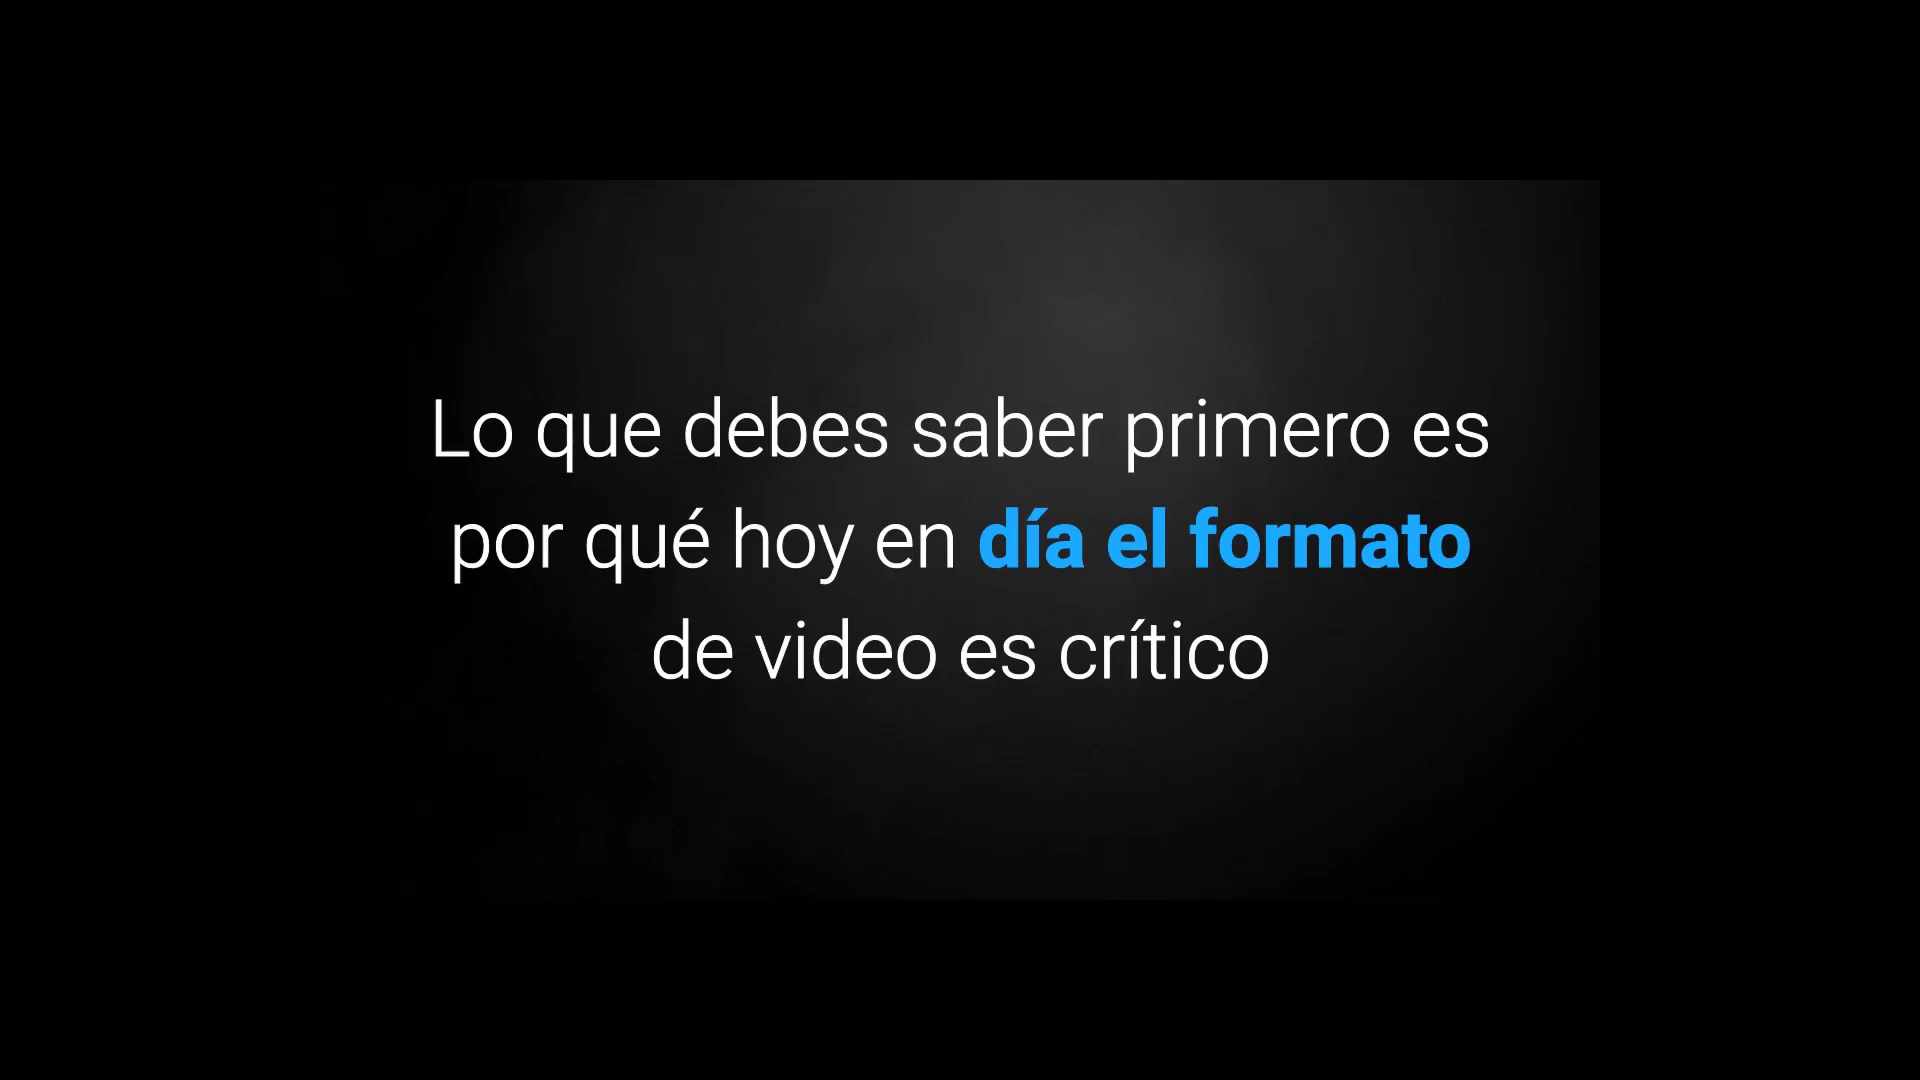 Lo que debes saber primero es
por qué hoy en día el formato
de video es crítico